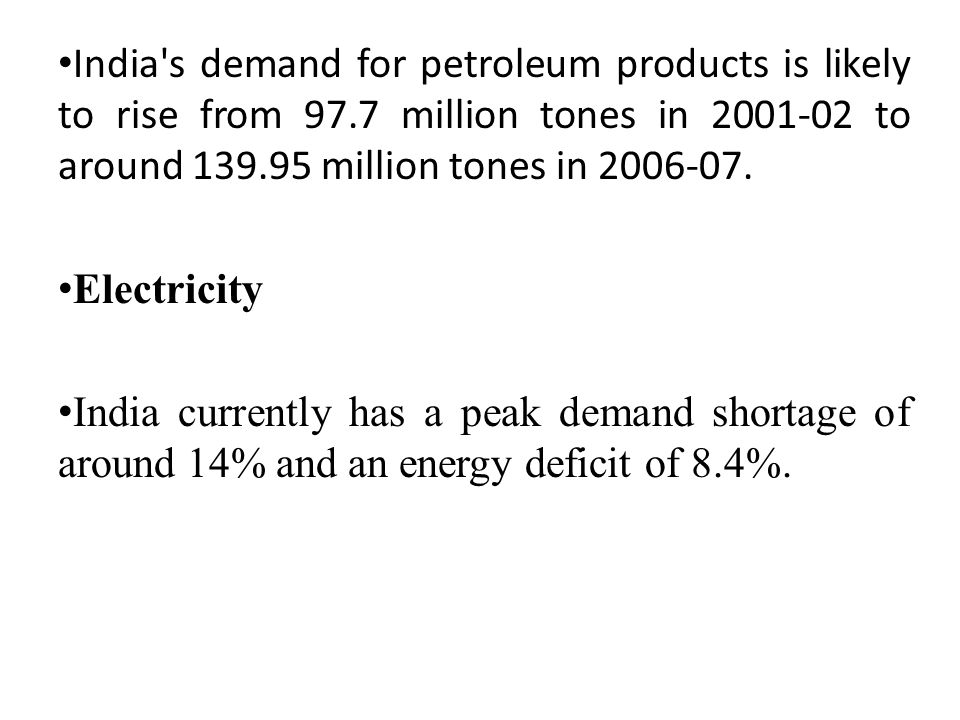 •India's demand for petroleum products is likely
to rise from 97.7 million tones in 2001-02 to
around 139.95 million tones in 2006-07.
•Electricity
•India currently has a peak demand shortage of
around 14% and an energy deficit of 8.4%.